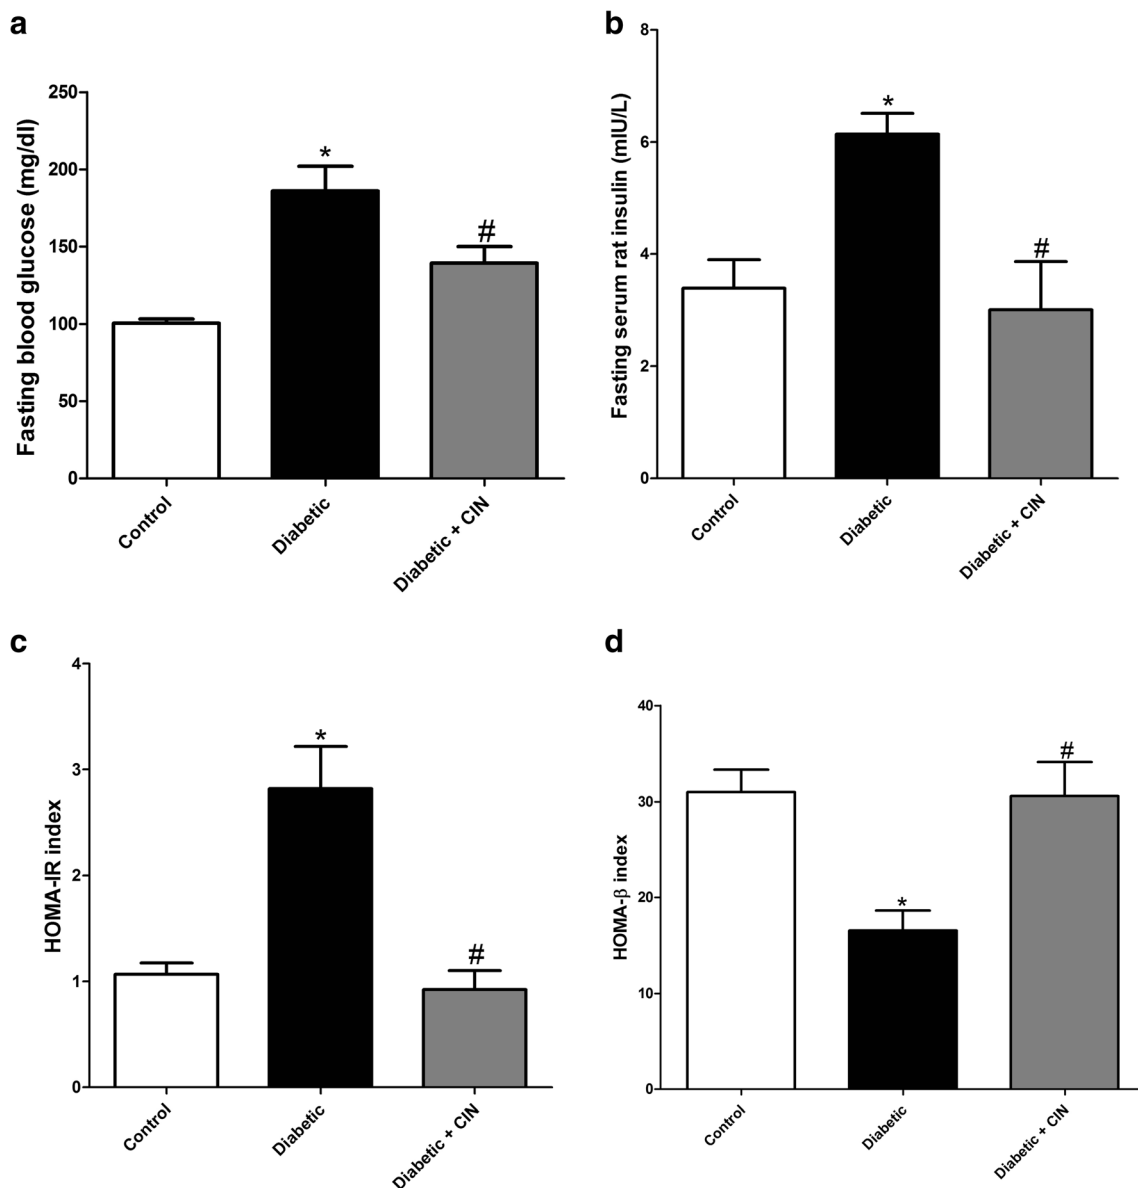 a
Fasting blood glucose (mg/dl)
250
200
150
100
50
0
*
#
Control
Diabetic
Diabetic + CIN
b
Fasting serum rat insulin (mIU/L)
8
6
4
2
0
*
#
Control
Diabetic
Diabetic + CIN
c
HOMA-IR index
4
3
2
1
0
*
#
Control
Diabetic
Diabetic + CIN
d
HOMA-β index
40
30
20
10
0
*
#
Control
Diabetic
Diabetic + CIN